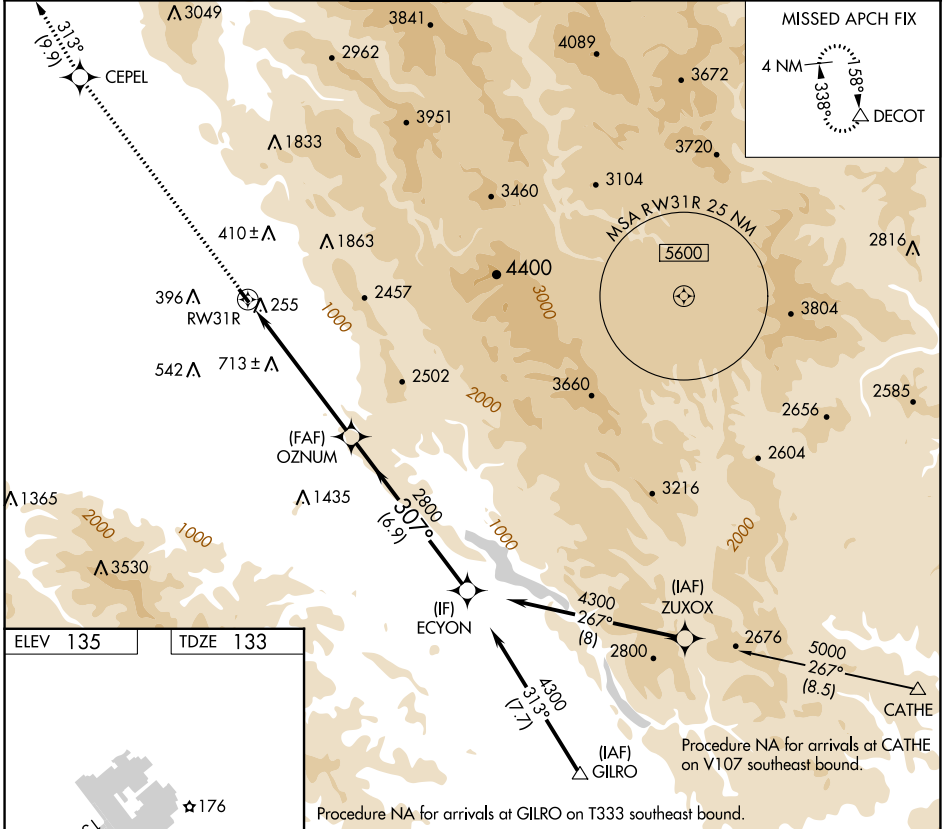 3049
3841
2962
4089
3672
313°
(9.9)
CEPEL
MISSED APCH FIX
4 NM
158°
338°
DECOT
3951
1833
3720
3460
3104
410±
1863
MSA RW31R 25 NM
5600
2816
4400
396
RW31R
255
2457
1000
3000
3804
542
713±
2502
2000
3660
2656
2585
(FAF)
OZNUM
2604
1365
1435
2800
307°
(6.9)
3216
2000
1000
1000
2000
3530
(IF)
ECYON
4300
267°
(8)
(IAF)
ZUXOX
2800
2676
5000
267°
(8.5)
CATHE
4300
313°
(7.7)
(IAF)
GILRO
Procedure NA for arrivals at CATHE
on V107 southeast bound.
Procedure NA for arrivals at GILRO on T333 southeast bound.
ELEV 135
TDZE 133
176